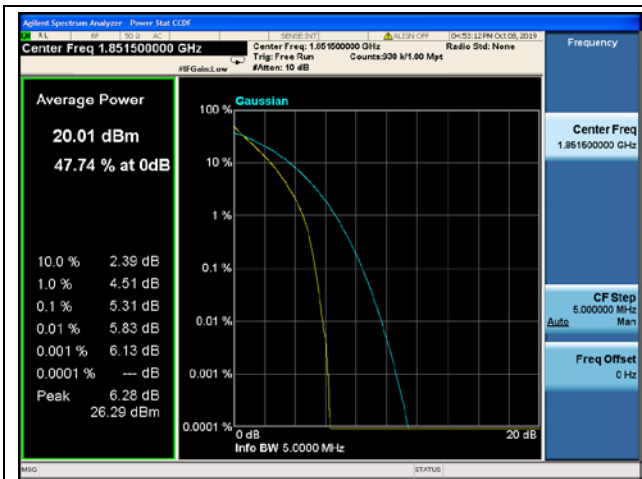 Agilent Spectrum Analyzer Power Stat CCDF
RL RF 50 Ω AC SENSE:INT ALIGN OFF 04:53:12 PM Oct 08, 2019
Center Freq 1.851500000 GHz
Center Freq: 1.851500000 GHz Radio Std: None
Trig: Free Run Counts:930 k/1.00 Mpt
#IFGain:Low #Atten: 10 dB
Frequency
Average Power
20.01 dBm
47.74 % at 0dB
10.0 % 2.39 dB
1.0 % 4.51 dB
0.1 % 5.31 dB
0.01 % 5.83 dB
0.001 % 6.13 dB
0.0001 % --- dB
Peak 6.28 dB
26.29 dBm
Gaussian
100 %
10 %
1 %
0.1 %
0.01 %
0.001 %
0.0001 %
0 dB 20 dB
Info BW 5.0000 MHz
Center Freq
1.851500000 GHz
CF Step
5.000000 MHz
Auto Man
Freq Offset
0 Hz
MSG STATUS